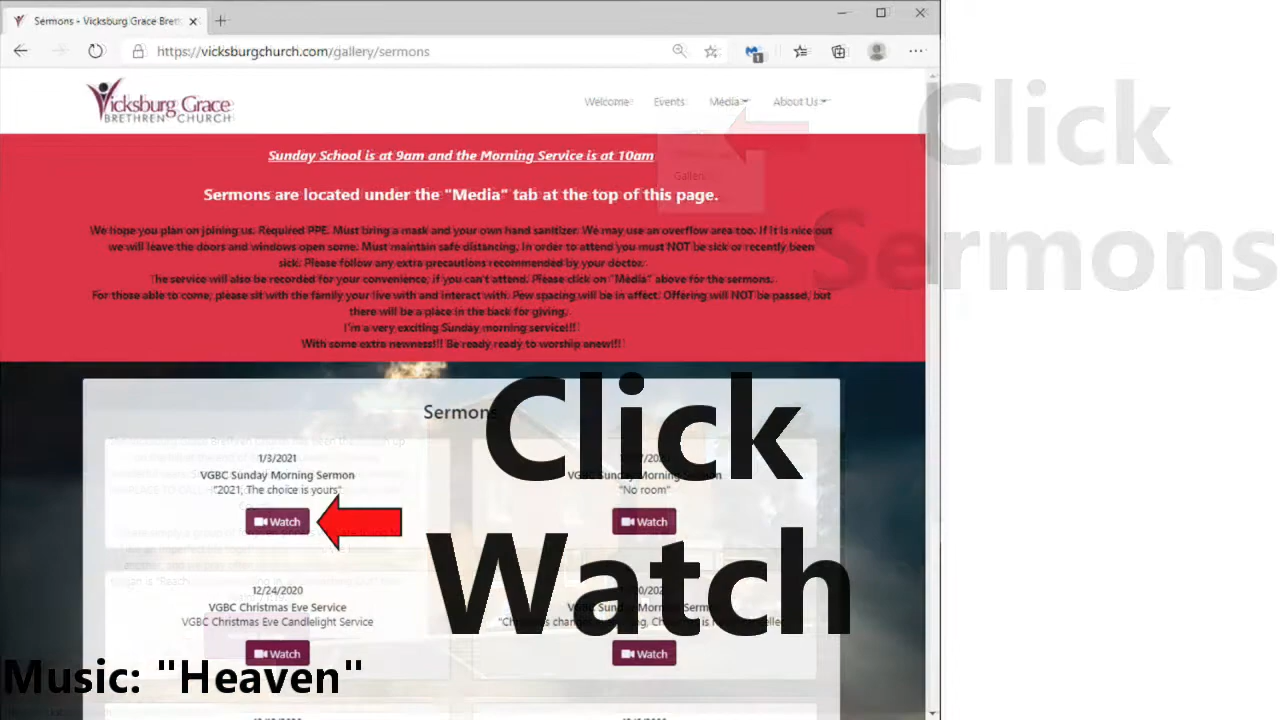 Sermons - Vicksburg Grace Bret
https://vicksburgchurch.com/gallery/sermons
1
Vicksburg Grace
BRETHREN CHURCH
Welcome Events Media About Us
Click
Sermons
Sunday School is at 9am and the Morning Service is at 10am
Sermons are located under the "Media" tab at the top of this page.
We hope you plan on joining us. Required PPE. Must bring a mask and your own hand sanitizer. We may use an overflow area too. If it is nice out
we will leave the doors and windows open some. Must maintain safe distancing. In order to attend you must NOT be sick or recently been
sick. Please follow any extra precautions recommended by your doctor.
The service will also be recorded for your convenience, if you can't attend. Please click on "Media" above for the sermons.
For those able to come, please sit with the family your live with and interact with. Pew spacing will be in affect. Offering will NOT be passed, but
there will be a place in the back for giving.
I'm a very exciting Sunday morning service!!!
With some extra newness!!! Be ready ready to worship anew!!!
Sermons
Click
Watch
1/3/2021
VGBC Sunday Morning Sermon
"2021, The choice is yours"
Watch
VGBC Sunday Morning Sermon
"No room"
Watch
12/24/2020
VGBC Christmas Eve Service
VGBC Christmas Eve Candlelight Service
Watch
VGBC Sunday Morning
Watch
Music: "Heaven"